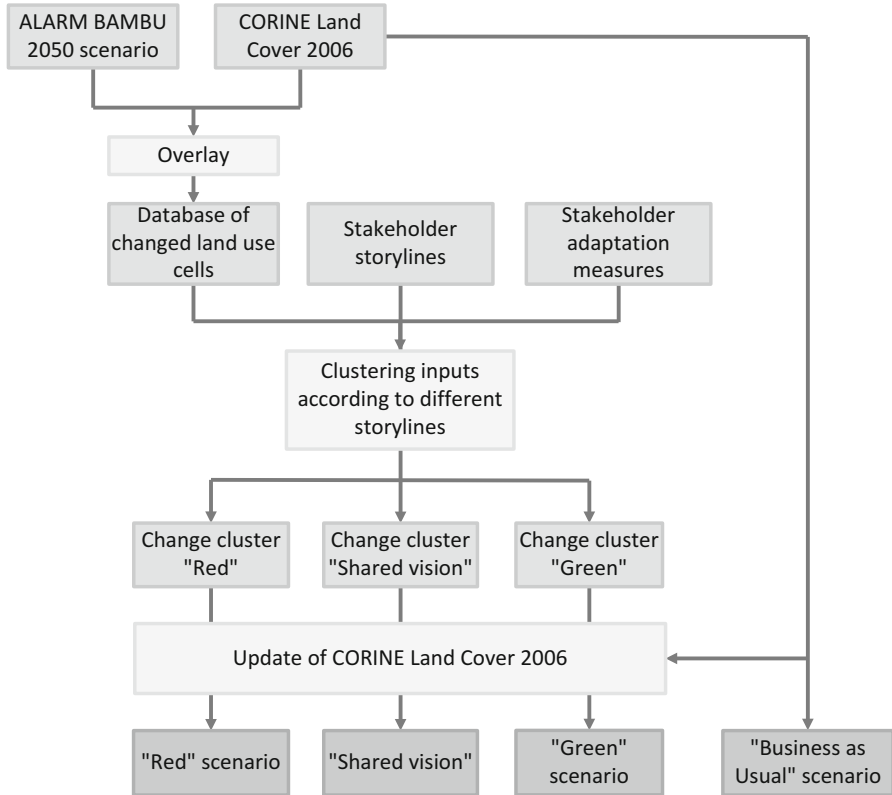 ALARM BAMBU
2050 scenario
CORINE Land
Cover 2006
Overlay
Database of
changed land use
cells
Stakeholder
storylines
Stakeholder
adaptation
measures
Clustering inputs
according to different
storylines
Change cluster
"Red"
Change cluster
"Shared vision"
Change cluster
"Green"
Update of CORINE Land Cover 2006
"Red" scenario
"Shared vision"
"Green"
scenario
"Business as
Usual" scenario